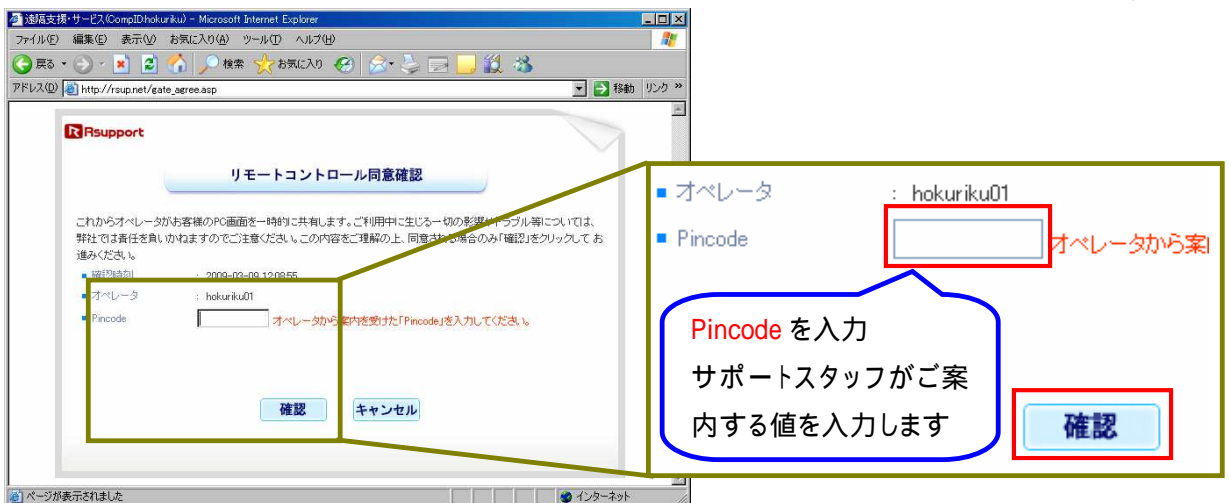 遠隔支援・サービス(CompID:hokuriku) - Microsoft Internet Explorer
ファイル(F) 編集(E) 表示(V) お気に入り(A) ツール(T) ヘルプ(H)
戻る 検索 お気に入り
アドレス(D) http://rsup.net/gate_agree.asp 移動 リンク »
Rsupport
リモートコントロール同意確認
これからオペレータがお客様のPC画面を一時的に共有します。ご利用中に生じる一切の影響やトラブル等については、
弊社では責任を負いかねますのでご注意ください。この内容をご理解の上、同意される場合のみ「確認」をクリックしてお
進みください。
確認時刻 : 2009-03-09 12:08:55
オペレータ : hokuriku01
Pincode オペレータから案内を受けた「Pincode」を入力してください。
確認 キャンセル
ページが表示されました インターネット
オペレータ : hokuriku01
Pincode オペレータから案
Pincode を入力
サポートスタッフがご案
内する値を入力します
確認